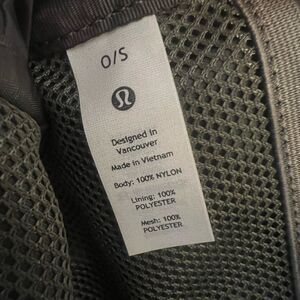 O/S
Designed in
Vancouver
Made in Vietnam
Body: 100% NYLON
Lining: 100%
POLYESTER
Mesh: 100%
POLYESTER